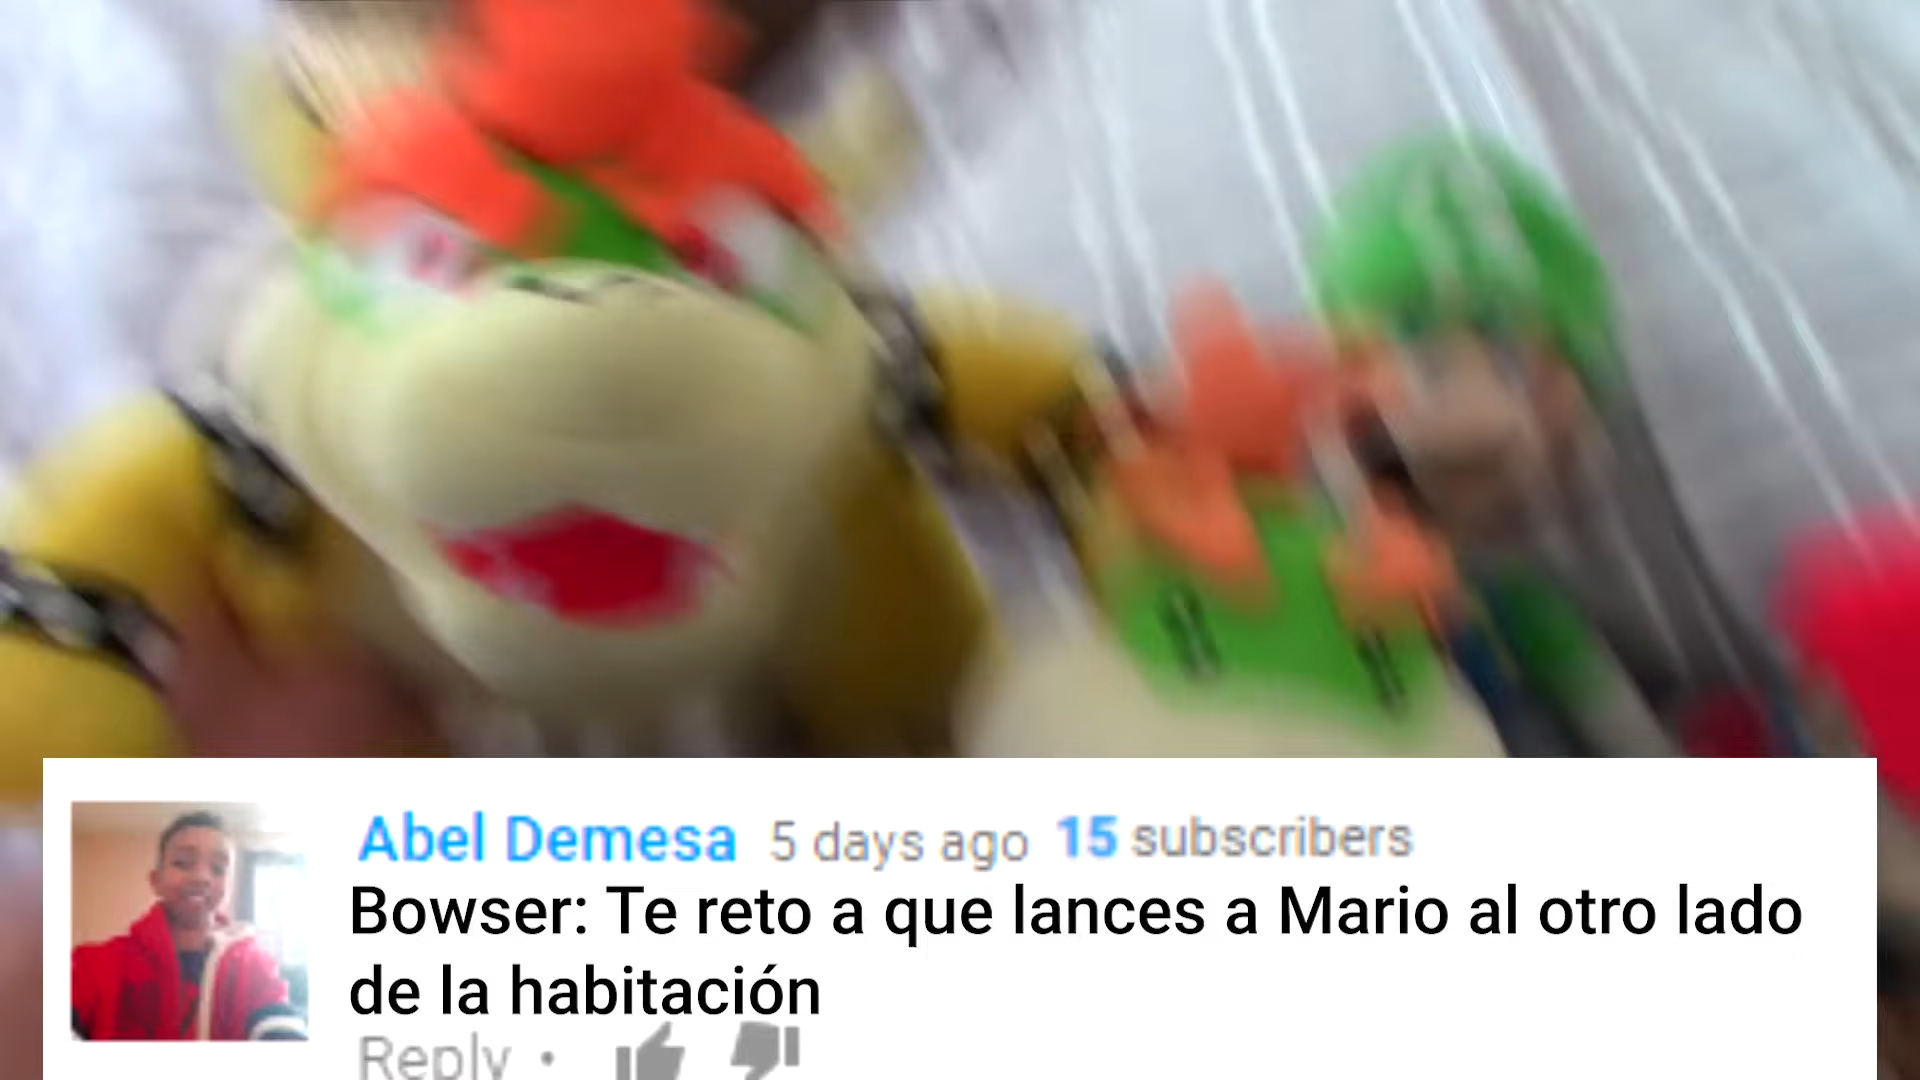 Abel Demesa 5 days ago 15 subscribers
Bowser: Te reto a que lances a Mario al otro lado
de la habitación
Reply •